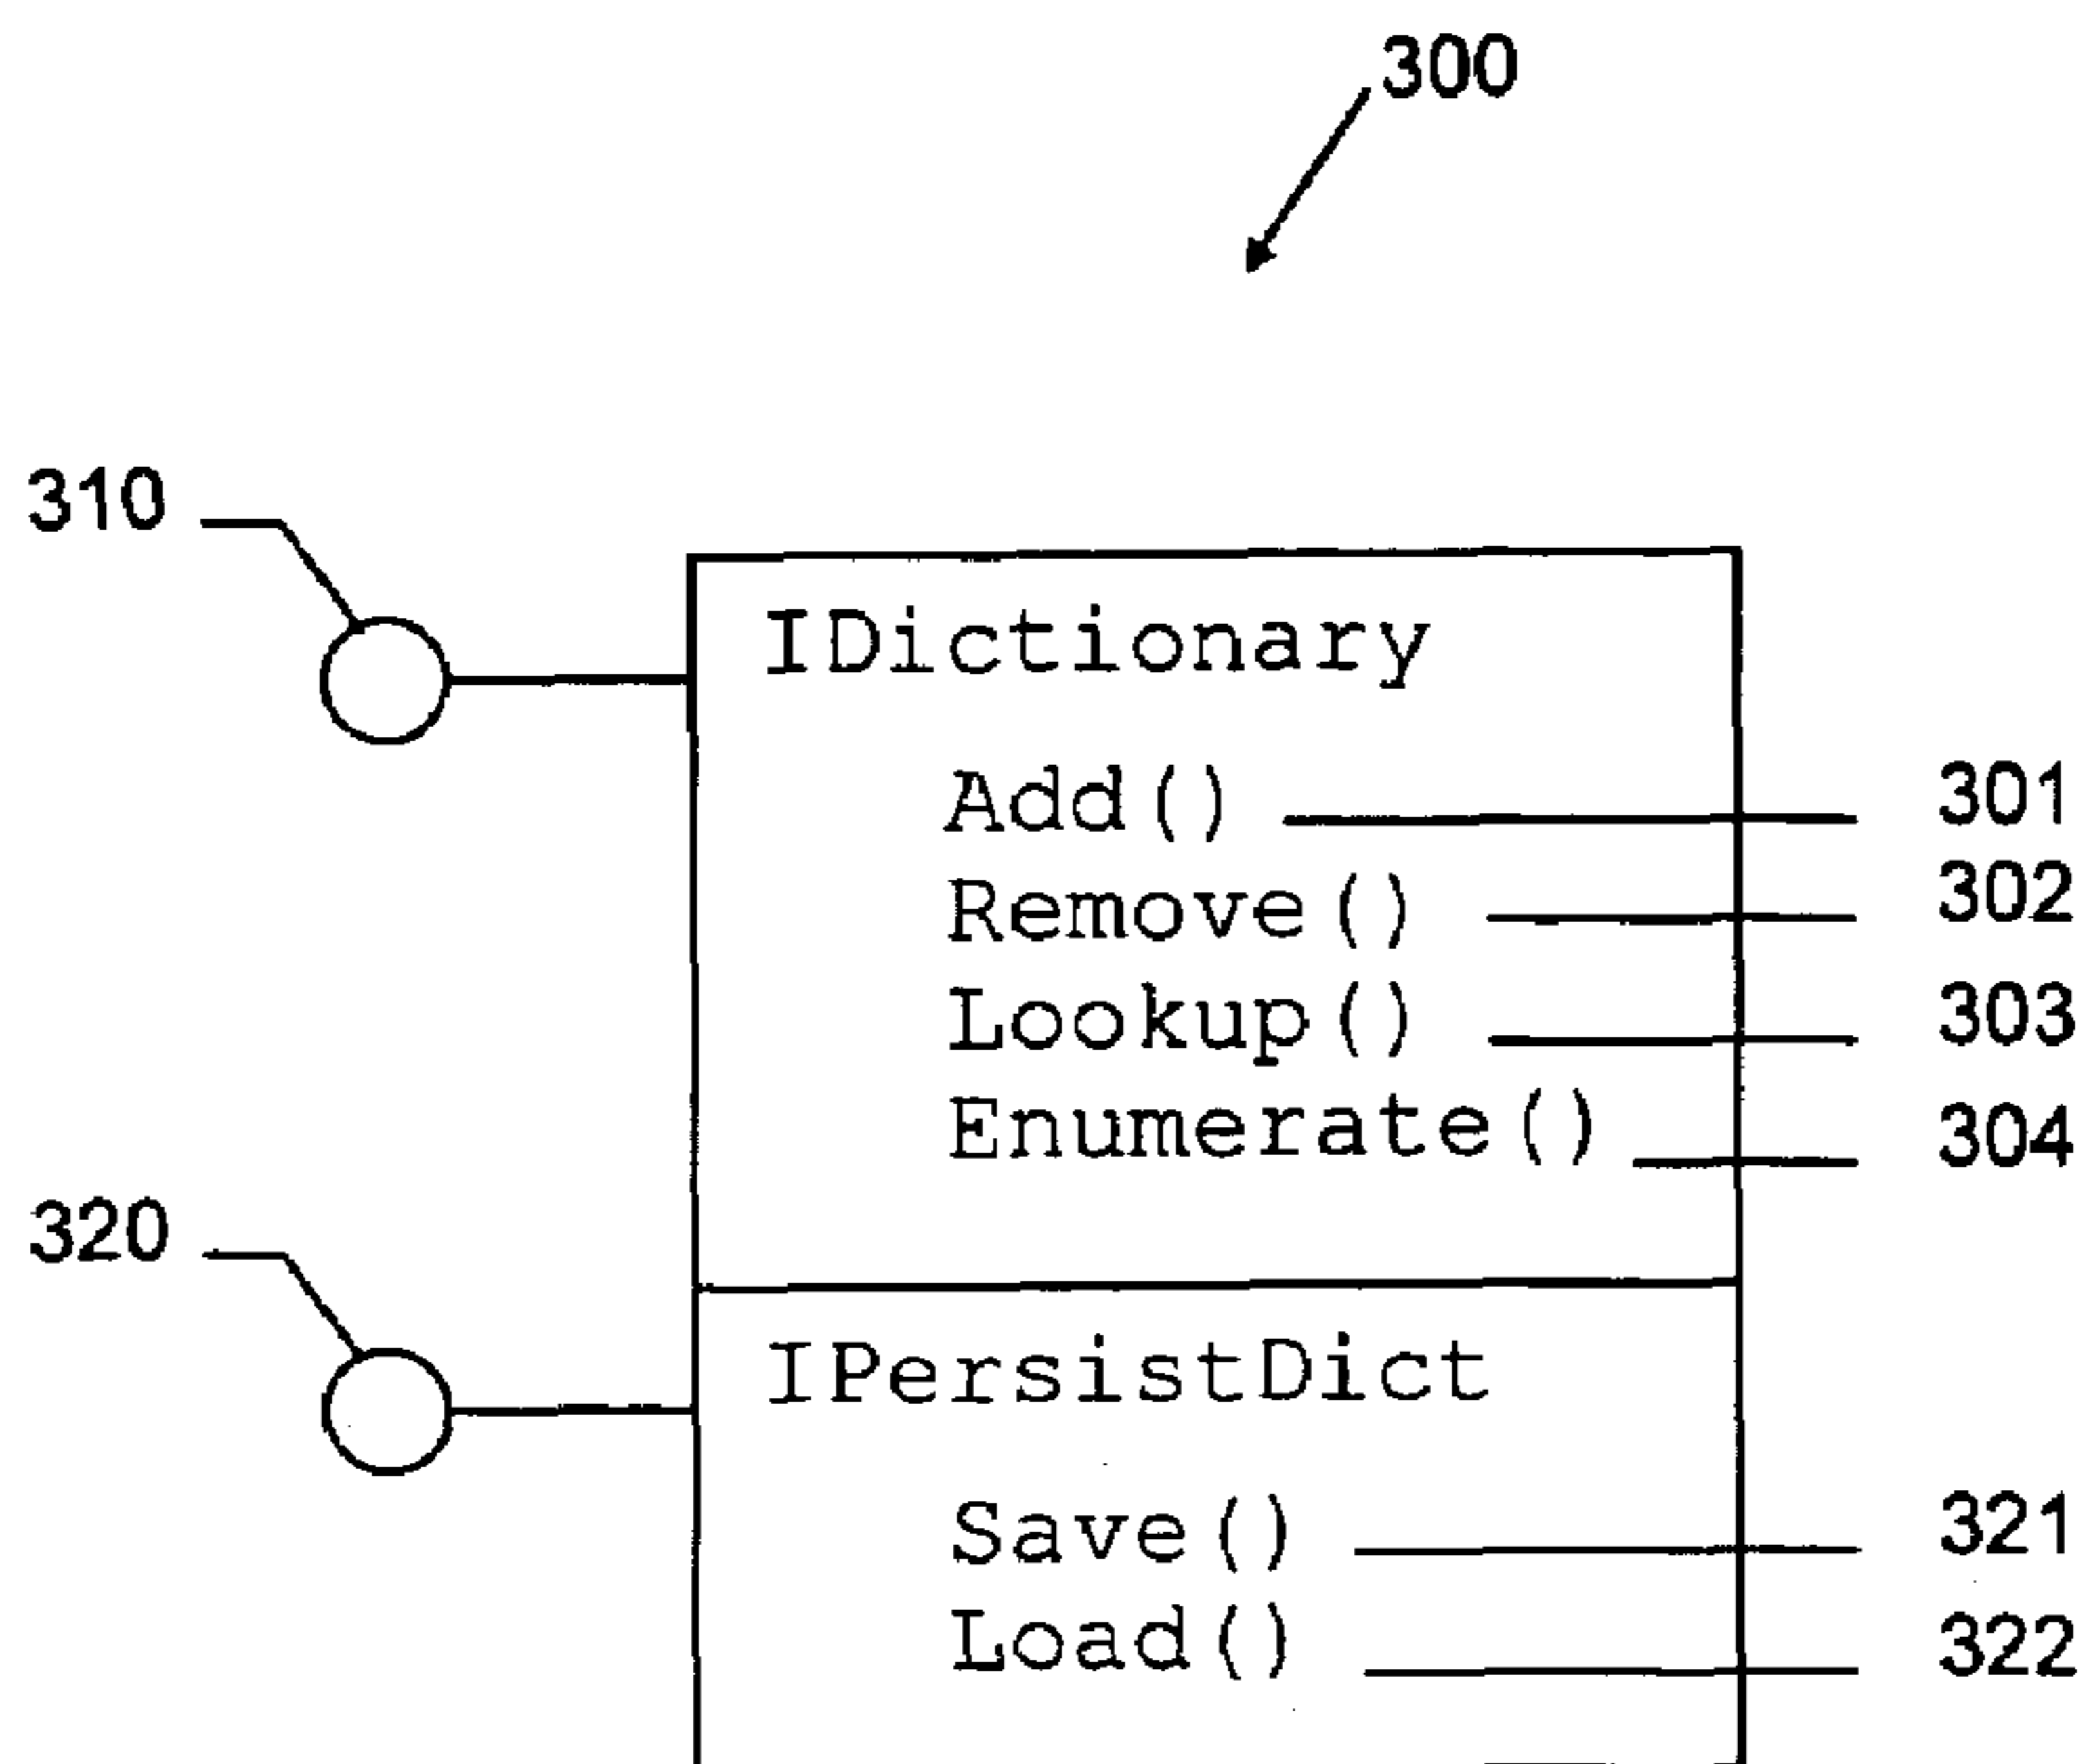 300
310
IDictionary
Add() 301
Remove() 302
Lookup() 303
Enumerate() 304
320
IPersistDict
Save() 321
Load() 322